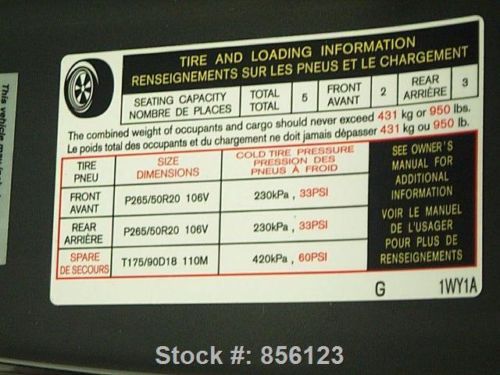 TIRE AND LOADING INFORMATION
RENSEIGNEMENTS SUR LES PNEUS ET LE CHARGEMENT
SEATING CAPACITY TOTAL 5 FRONT 2 REAR 3
NOMBRE DE PLACES TOTAL AVANT ARRIÈRE
The combined weight of occupants and cargo should never exceed 431 kg or 950 lbs.
Le poids total des occupants et du chargement ne doit jamais dépasser 431 kg ou 950 lb.
TIRE SIZE COLD TIRE PRESSURE
PNEU DIMENSIONS PRESSION DES
PNEUS À FROID
FRONT
AVANT P265/50R20 106V 230kPa , 33PSI
REAR
ARRIÈRE P265/50R20 106V 230kPa , 33PSI
SPARE
DE SECOURS T175/90D18 110M 420kPa , 60PSI
SEE OWNER'S
MANUAL FOR
ADDITIONAL
INFORMATION
VOIR LE MANUEL
DE L'USAGER
POUR PLUS DE
RENSEIGNEMENTS
G 1WY1A
This vehicle
Stock #: 856123